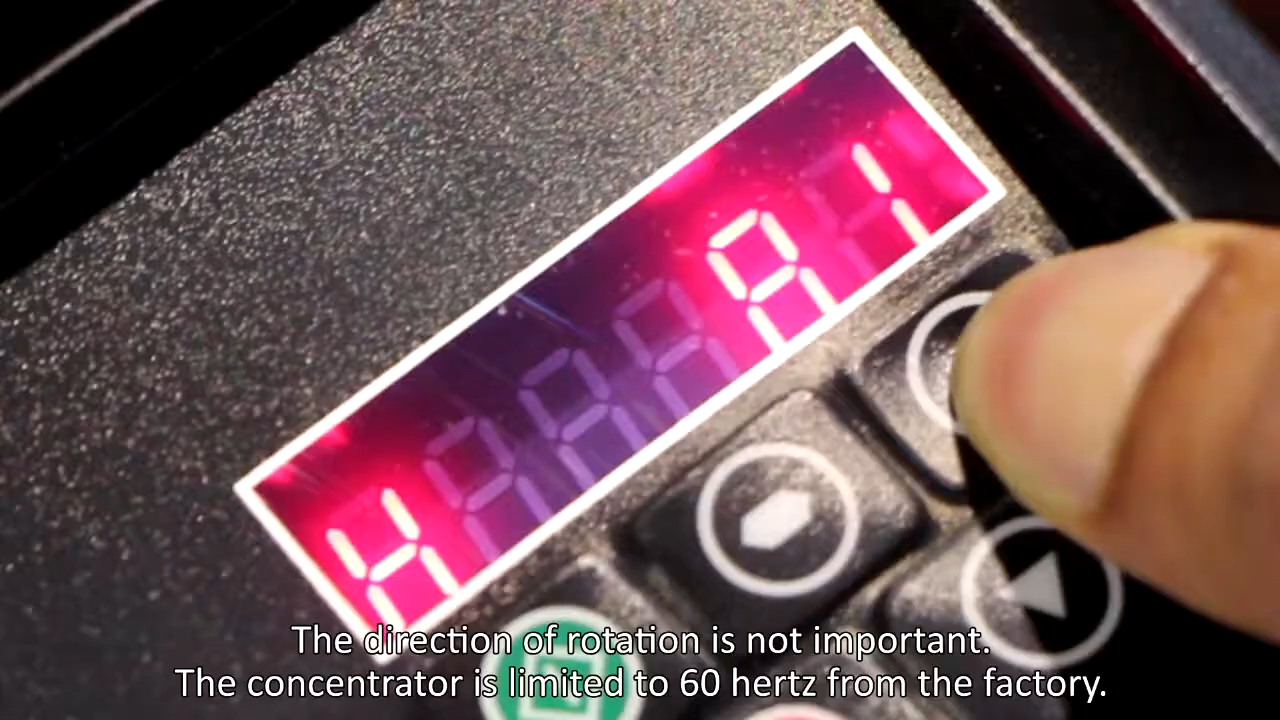 The direction of rotation is not important.
The concentrator is limited to 60 hertz from the factory.